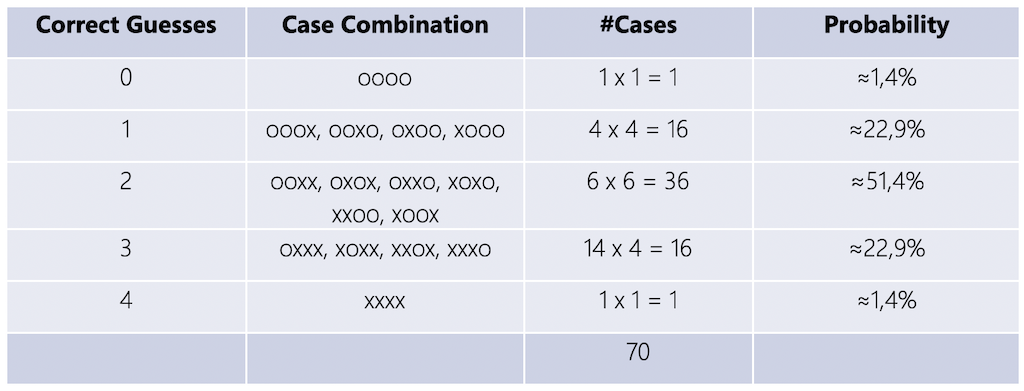 Correct Guesses Case Combination #Cases Probability
0 oooo 1 x 1 = 1 ≈1,4%
1 ooox, ooxo, oxoo, xooo 4 x 4 = 16 ≈22,9%
2 ooxx, oxox, oxxo, xoxo, 6 x 6 = 36 ≈51,4%
xxoo, xoox
3 oxxx, xoxx, xxox, xxxo 14 x 4 = 16 ≈22,9%
4 xxxx 1 x 1 = 1 ≈1,4%
70